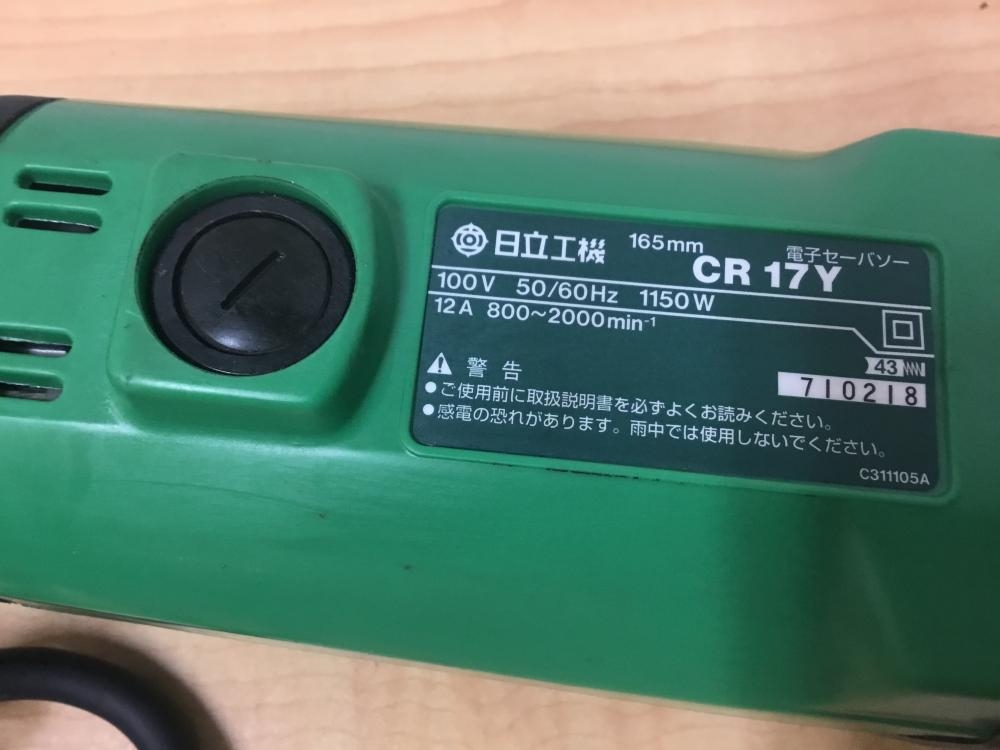 日立工機 165mm 電子セーバソー
CR 17Y
100V 50/60Hz 1150W
12A 800~2000min⁻¹
43
警告
710218
●ご使用前に取扱説明書を必ずよくお読みください。
●感電の恐れがあります。雨中では使用しないでください。
C311105A